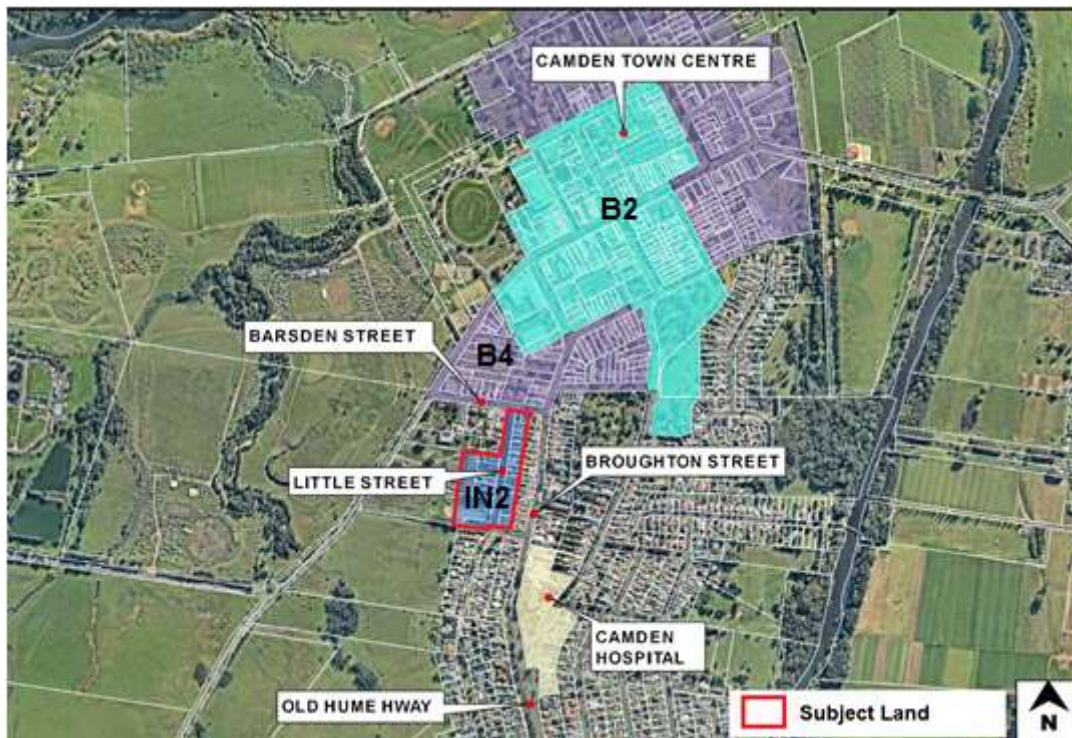 CAMDEN TOWN CENTRE
B2
BARSDEN STREET
B4
BROUGHTON STREET
LITTLE STREET
IN2
CAMDEN
HOSPITAL
OLD HUME HWAY
Subject Land
N